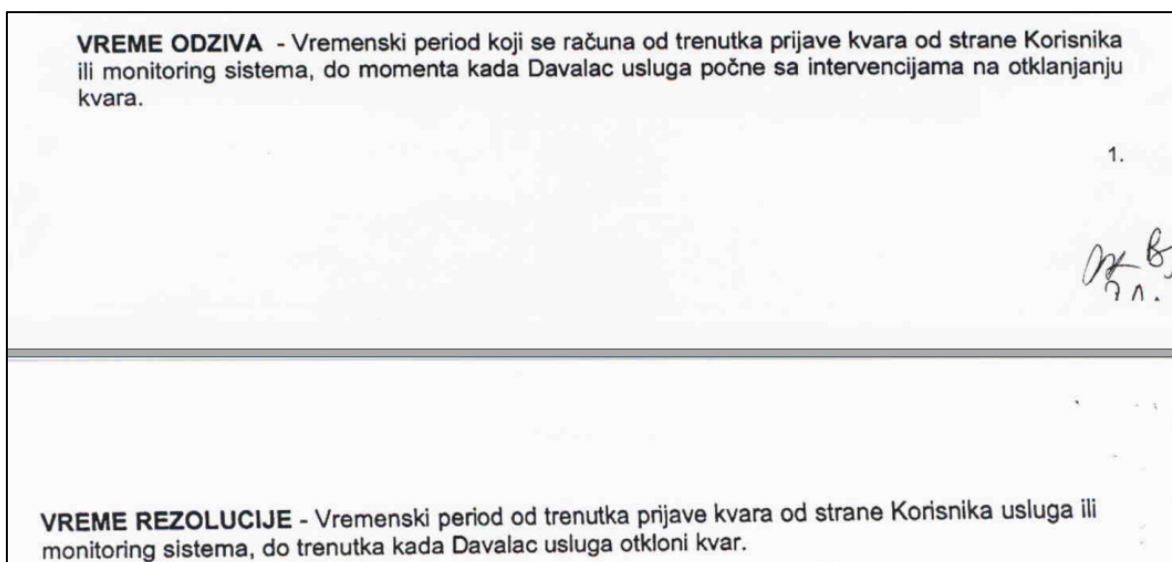 VREME ODZIVA - Vremenski period koji se računa od trenutka prijave kvara od strane Korisnika
ili monitoring sistema, do momenta kada Davalac usluga počne sa intervencijama na otklanjanju
kvara.
1.
VREME REZOLUCIJE - Vremenski period od trenutka prijave kvara od strane Korisnika usluga ili
monitoring sistema, do trenutka kada Davalac usluga otkloni kvar.